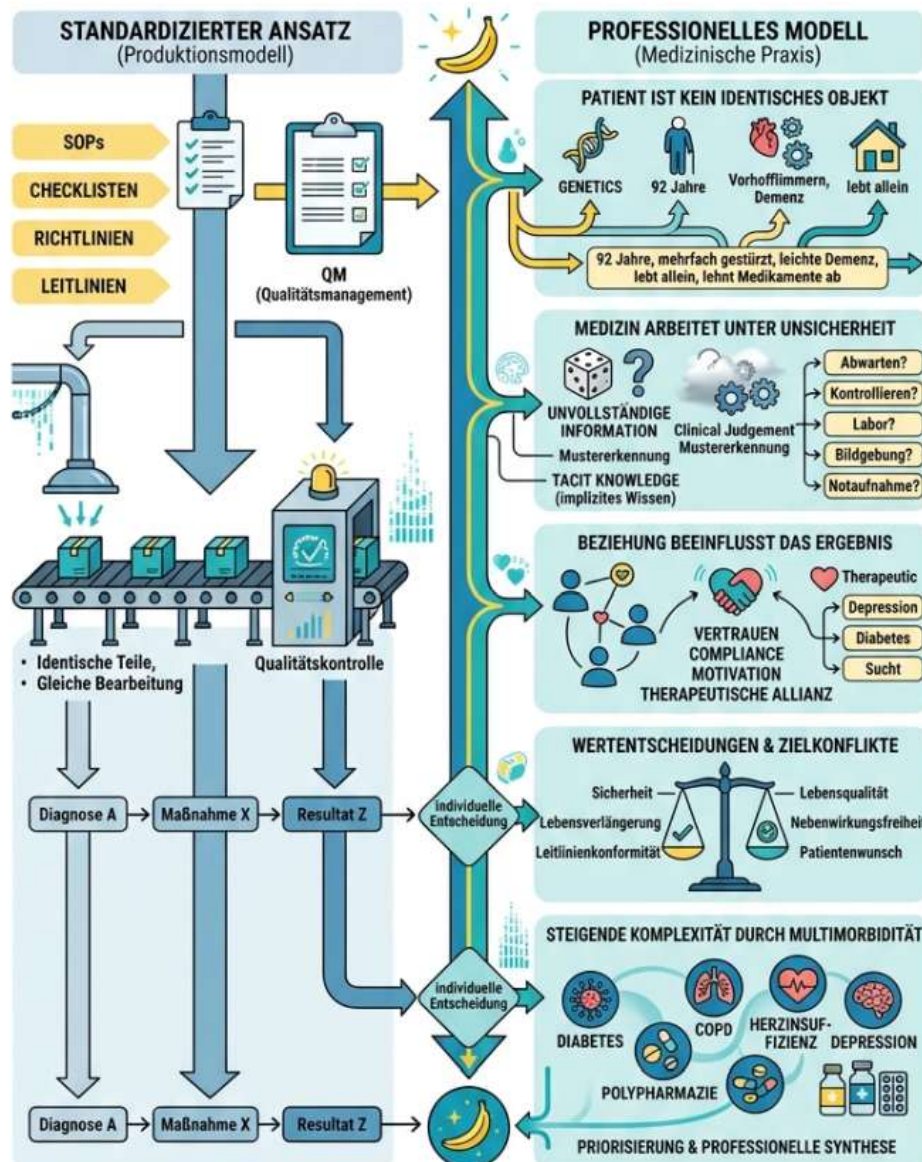 STANDARDIZIERTER ANSATZ
(Produktionsmodell)
SOPs
CHECKLISTEN
RICHTLINIEN
LEITLINIEN
QM
(Qualitätsmanagement)
• Identische Teile,
• Gleiche Bearbeitung
Qualitätskontrolle
Diagnose A
Maßnahme X
Resultat Z
individuelle
Entscheidung
individuelle
Entscheidung
Diagnose A
Maßnahme X
Resultat Z
PROFESSIONELLES MODELL
(Medizinische Praxis)
PATIENT IST KEIN IDENTISCHES OBJEKT
GENETICS
92 Jahre
Vorhofflimmern,
Demenz
lebt allein
92 Jahre, mehrfach gestürzt, leichte Demenz,
lebt allein, lehnt Medikamente ab
MEDIZIN ARBEITET UNTER UNSICHERHEIT
UNVOLLSTÄNDIGE
INFORMATION
Mustererkennung
TACIT KNOWLEDGE
(implizites Wissen)
Clinical Judgement
Mustererkennung
Abwarten?
Kontrollieren?
Labor?
Bildgebung?
Notaufnahme?
BEZIEHUNG BEEINFLUSST DAS ERGEBNIS
VERTRAUEN
COMPLIANCE
MOTIVATION
THERAPEUTISCHE ALLIANZ
Therapeutic
Depression
Diabetes
Sucht
WERTENTSCHEIDUNGEN & ZIELKONFLIKTE
Sicherheit
Lebensverlängerung
Leitlinienkonformität
Lebensqualität
Nebenwirkungsfreiheit
Patientenwunsch
STEIGENDE KOMPLEXITÄT DURCH MULTIMORBIDITÄT
DIABETES
COPD
HERZINSUF-
FIZIENZ
DEPRESSION
POLYPHARMAZIE
PRIORISIERUNG & PROFESSIONELLE SYNTHESE